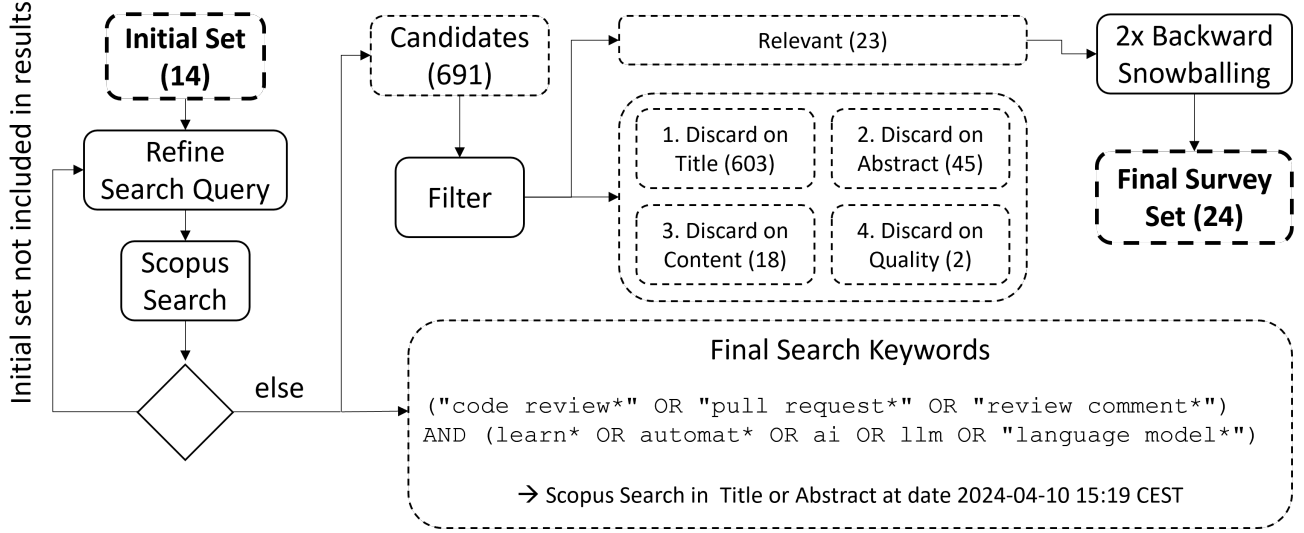 Initial set not included in results
Initial Set
(14)
Refine
Search Query
Scopus
Search
else
Candidates
(691)
Filter
Relevant (23)
1. Discard on
Title (603)
2. Discard on
Abstract (45)
3. Discard on
Content (18)
4. Discard on
Quality (2)
2x Backward
Snowballing
Final Survey
Set (24)
Final Search Keywords
("code review*" OR "pull request*" OR "review comment*")
AND (learn* OR automat* OR ai OR llm OR "language model*")
→ Scopus Search in Title or Abstract at date 2024-04-10 15:19 CEST